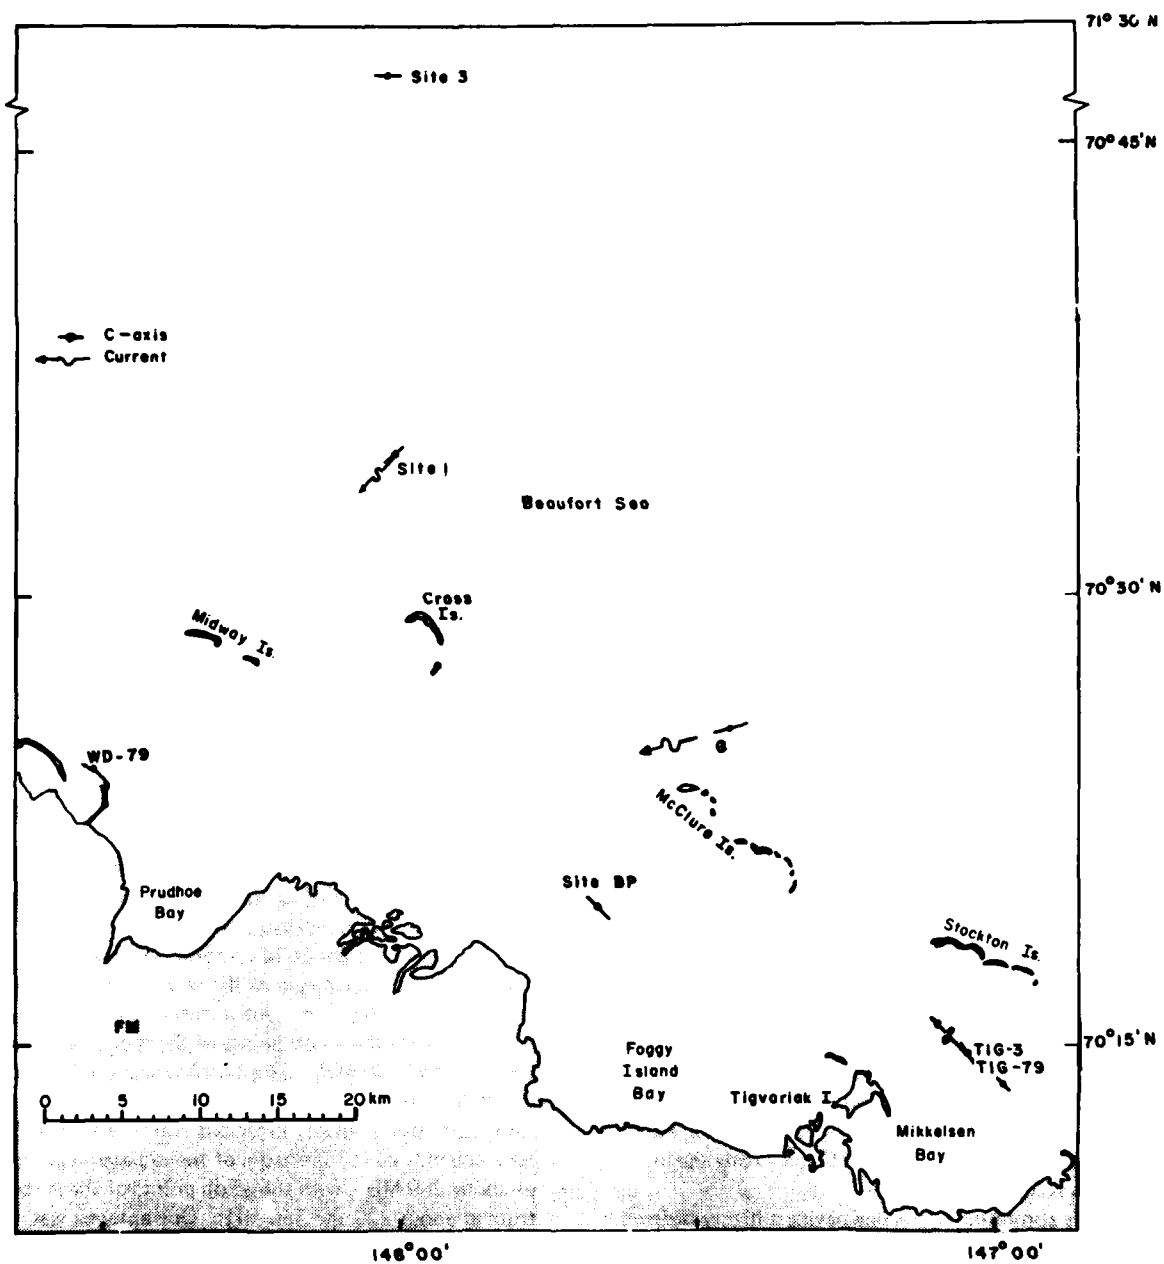 71° 30 N
Site 3
70° 45' N
C-axis
Current
Site 1
Beaufort Sea
70° 30' N
Cross
Is.
Midway Is.
WD-79
G
McClure Is.
Site BP
Prudhoe
Bay
Stockton Is.
FM
70° 15' N
Foggy
Island
Bay
TIG-3
TIG-79
0 5 10 15 20 km
Tigvariak I.
Mikkelsen
Bay
148°00'
147°00'